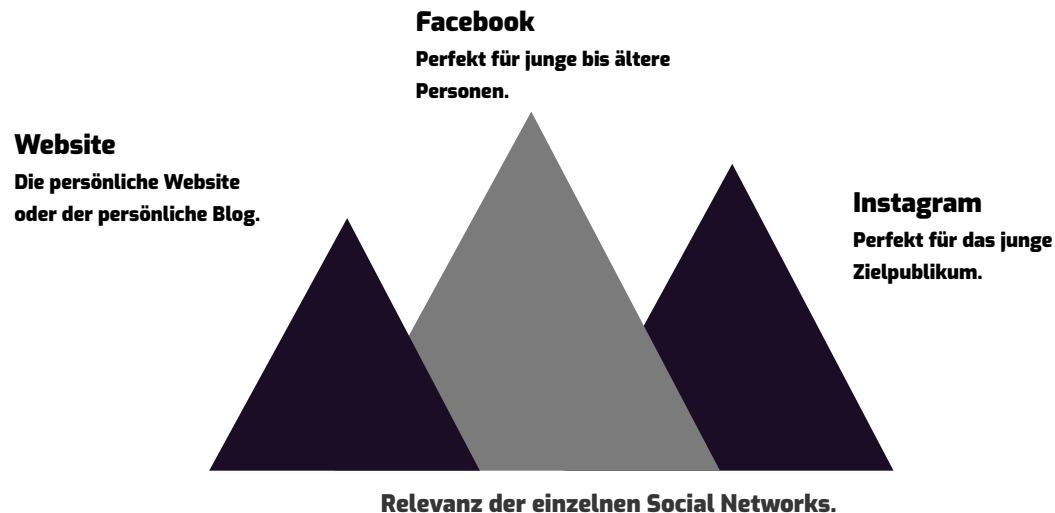 Facebook
Perfekt für junge bis ältere
Personen.
Website
Die persönliche Website
oder der persönliche Blog.
Instagram
Perfekt für das junge
Zielpublikum.
Relevanz der einzelnen Social Networks.